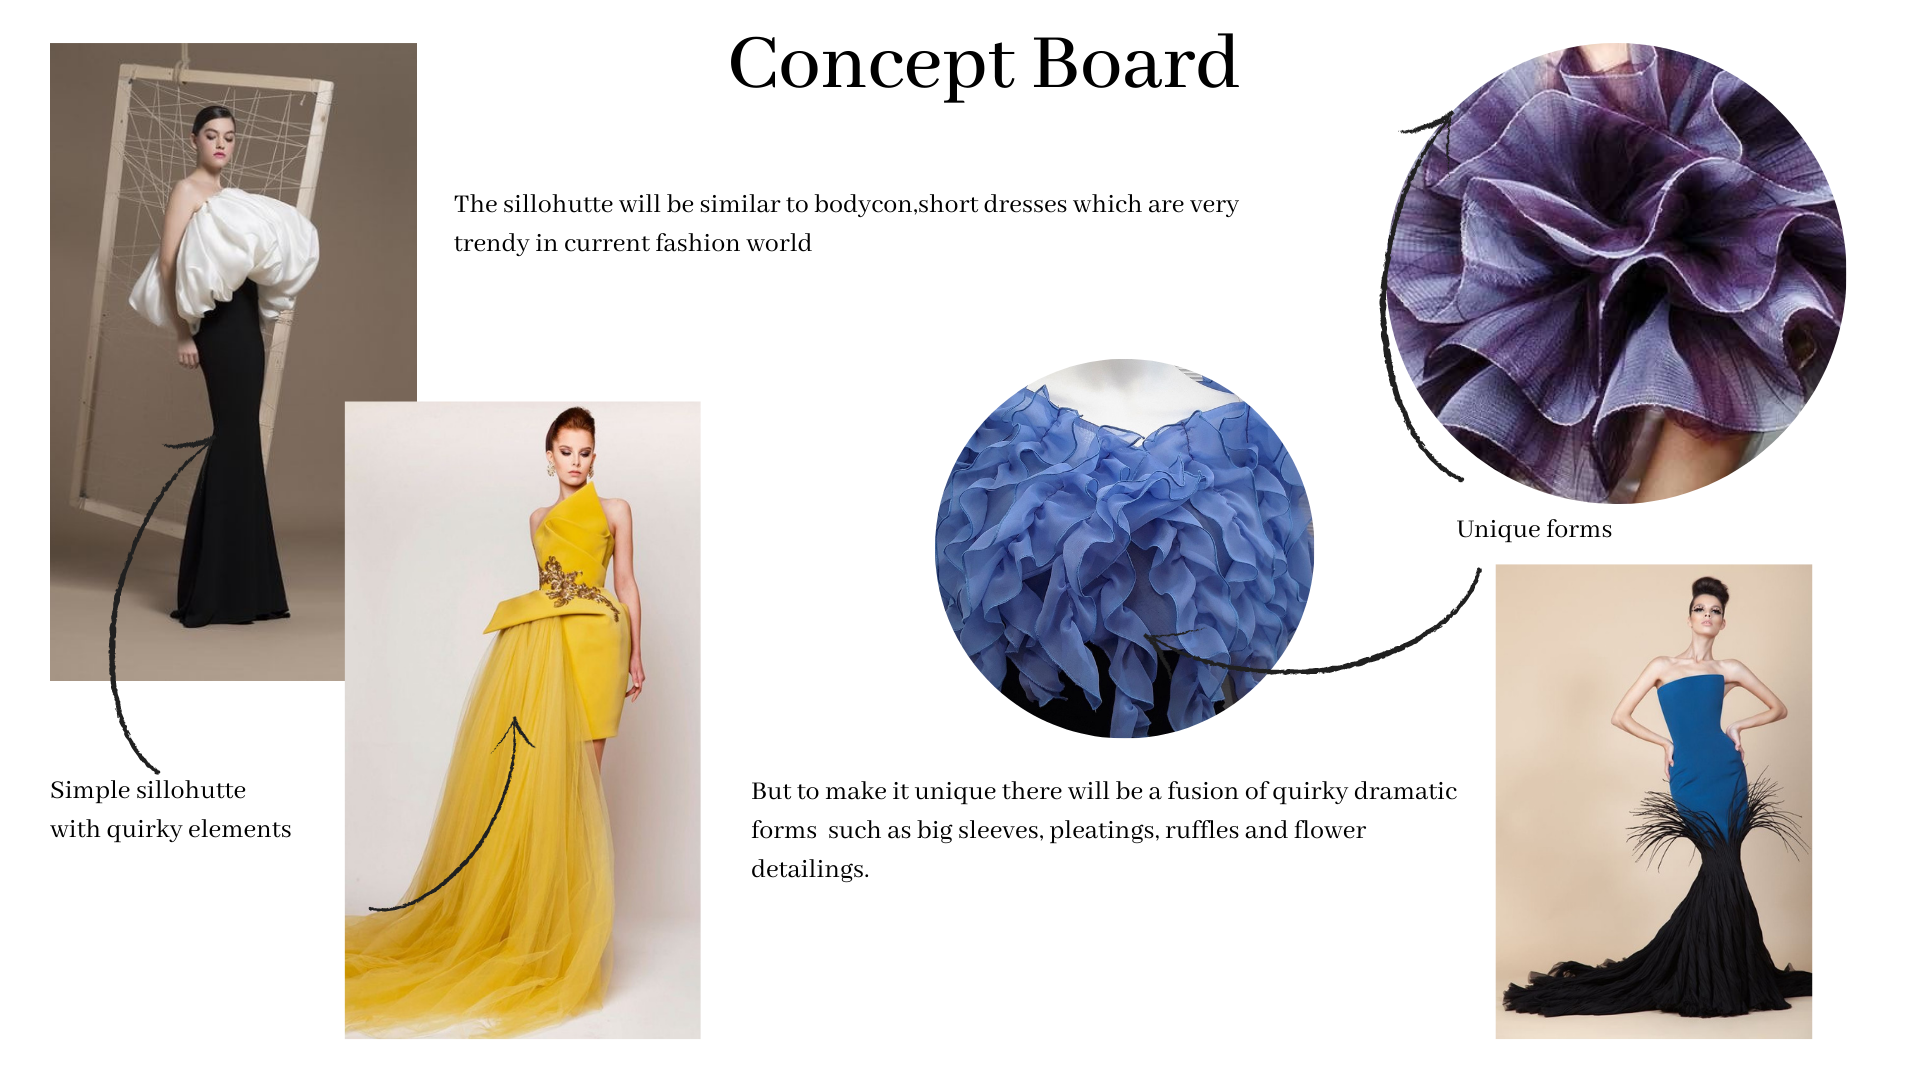 Concept Board
The sillohutte will be similar to bodycon,short dresses which are very
trendy in current fashion world
Unique forms
Simple sillohutte
with quirky elements
But to make it unique there will be a fusion of quirky dramatic
forms  such as big sleeves, pleatings, ruffles and flower
detailings.